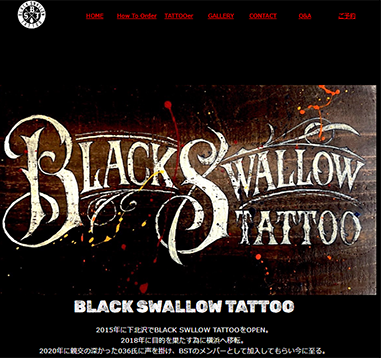 HOME How To Order TATTOOer GALLERY CONTACT Q&A ご予約
BLACK SWALLOW
TATTOO
BLACK SWALLOW TATTOO
2015年に下北沢でBLACK SWLLOW TATTOOをOPEN。
2018年に目的を果たす為に横浜へ移転。
2020年に親交の深かった036氏に声を掛け、BSTのメンバーとして加入してもらい今に至る。